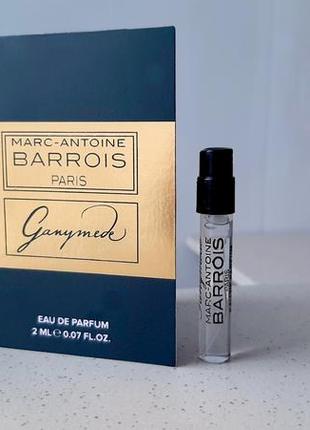 MARC-ANTOINE
BARROIS
PARIS
Ganymede
EAU DE PARFUM
2 ML ℮ 0.07 FL.OZ.
MARC-ANTOINE
BARROIS
PARIS